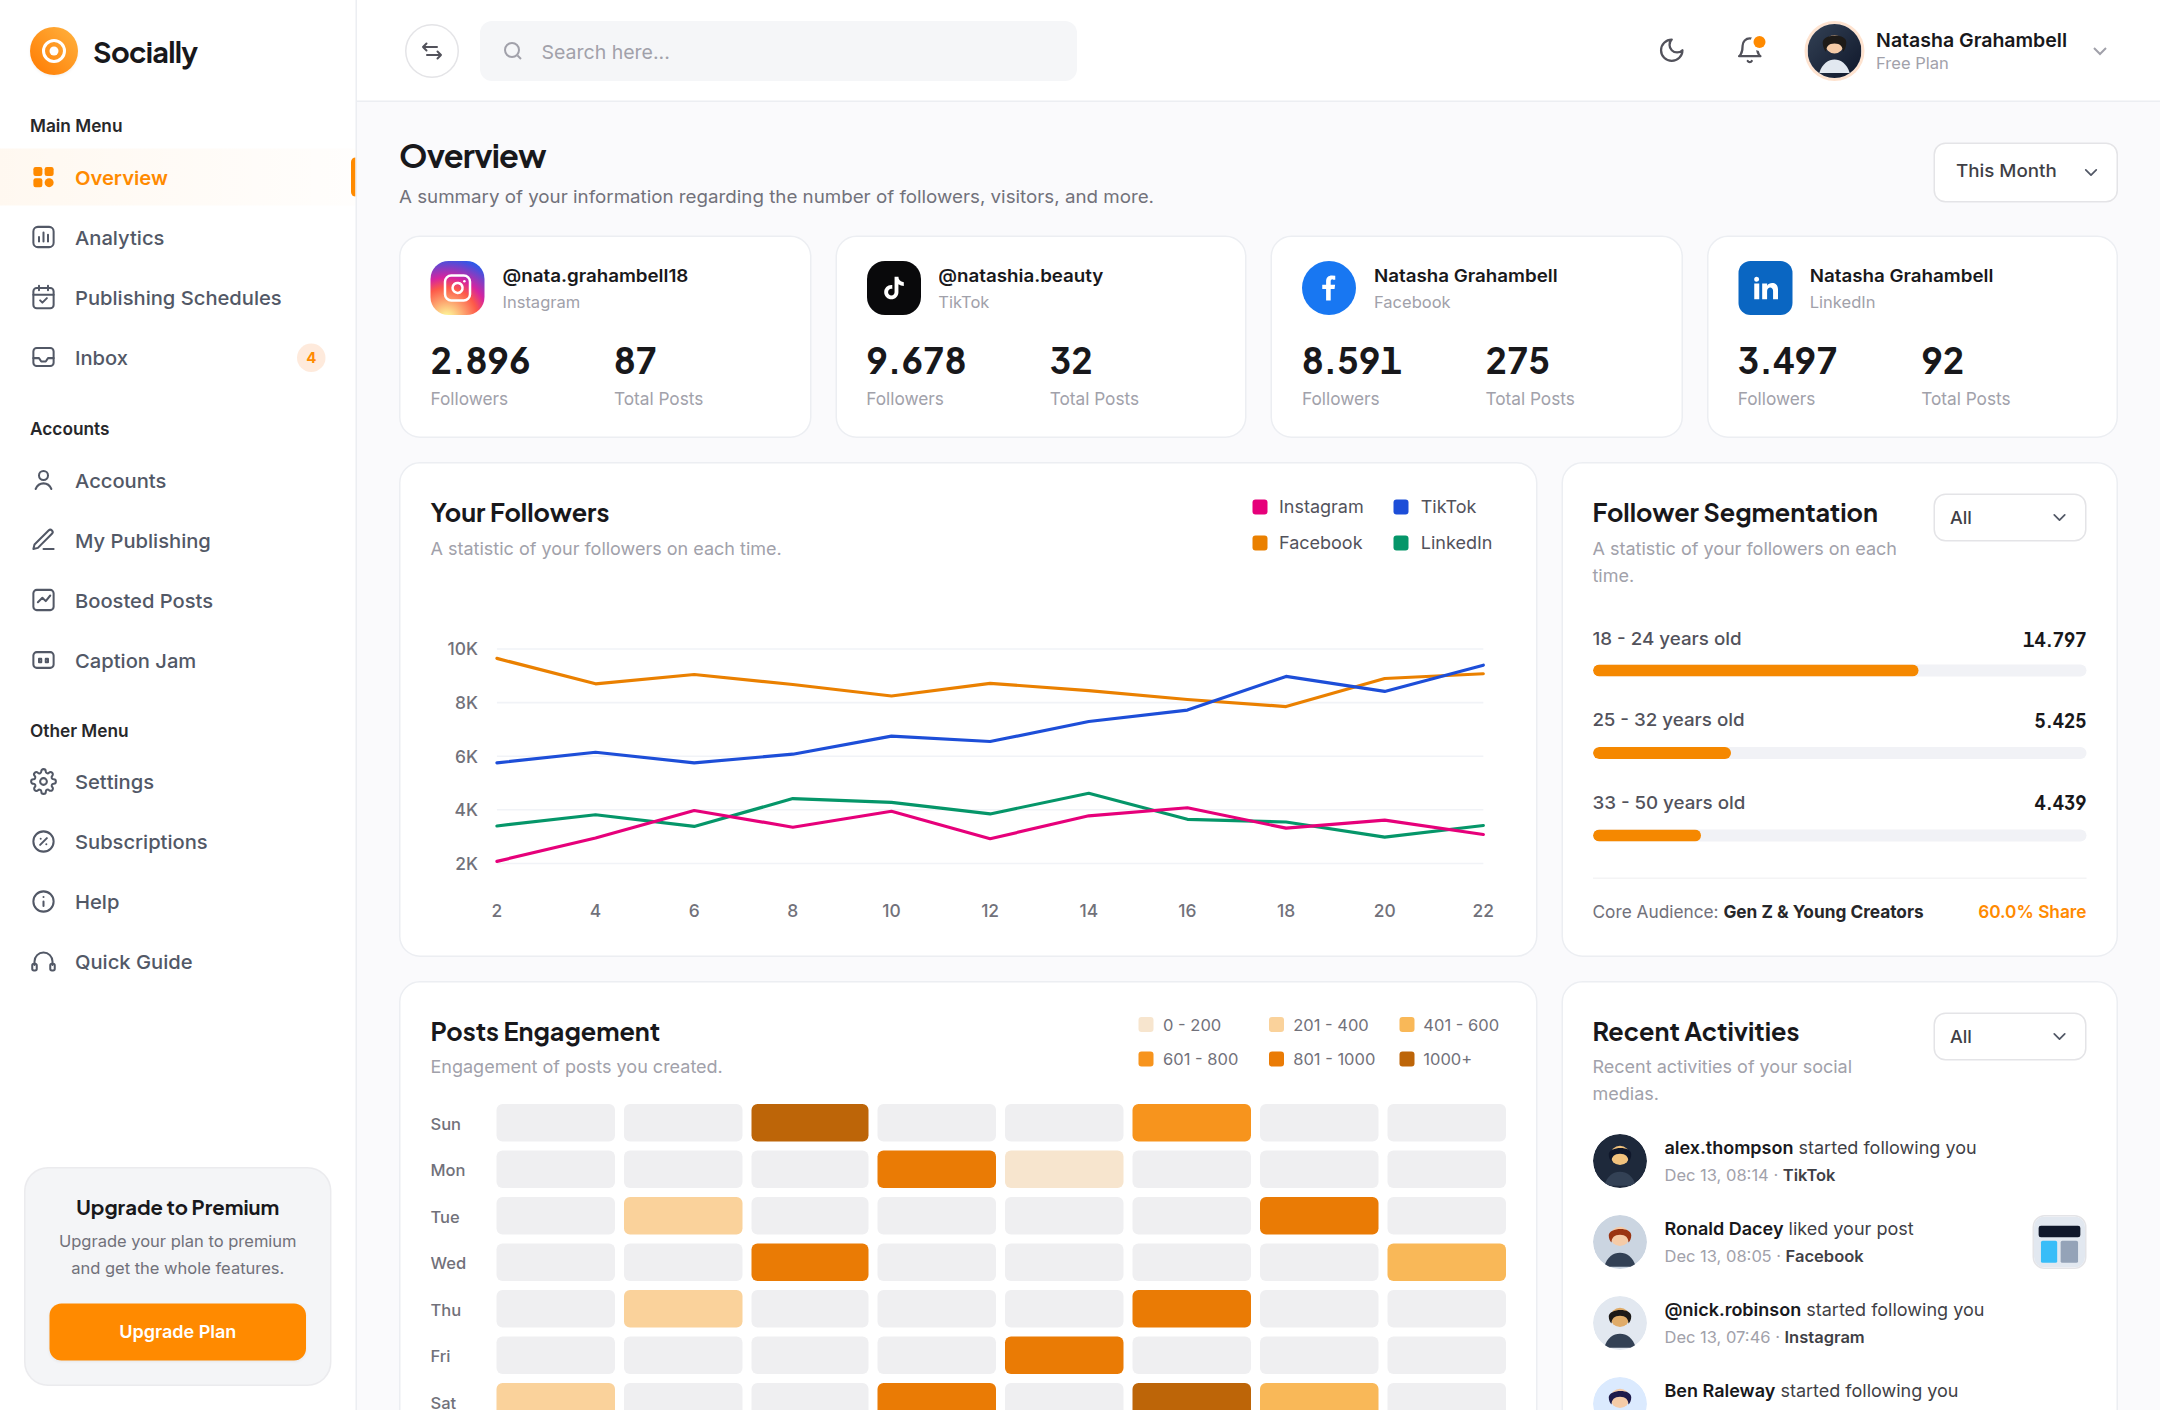 Socially
Main Menu
Overview
Analytics
Publishing Schedules
Inbox 4
Accounts
Accounts
My Publishing
Boosted Posts
Caption Jam
Other Menu
Settings
Subscriptions
Help
Quick Guide
Upgrade to Premium
Upgrade your plan to premium
and get the whole features.
Upgrade Plan
Search here...
Natasha Grahambell
Free Plan
Overview
A summary of your information regarding the number of followers, visitors, and more.
This Month
@nata.grahambell18
Instagram
2.896 87
Followers Total Posts
@natashia.beauty
TikTok
9.678 32
Followers Total Posts
Natasha Grahambell
Facebook
8.591 275
Followers Total Posts
Natasha Grahambell
LinkedIn
3.497 92
Followers Total Posts
Your Followers
A statistic of your followers on each time.
Instagram TikTok
Facebook LinkedIn
10K
8K
6K
4K
2K
2 4 6 8 10 12 14 16 18 20 22
Follower Segmentation
A statistic of your followers on each
time.
All
18 - 24 years old 14.797
25 - 32 years old 5.425
33 - 50 years old 4.439
Core Audience: Gen Z & Young Creators 60.0% Share
Posts Engagement
Engagement of posts you created.
0 - 200 201 - 400 401 - 600
601 - 800 801 - 1000 1000+
Sun
Mon
Tue
Wed
Thu
Fri
Sat
Recent Activities
Recent activities of your social
medias.
All
alex.thompson started following you
Dec 13, 08:14 · TikTok
Ronald Dacey liked your post
Dec 13, 08:05 · Facebook
@nick.robinson started following you
Dec 13, 07:46 · Instagram
Ben Raleway started following you